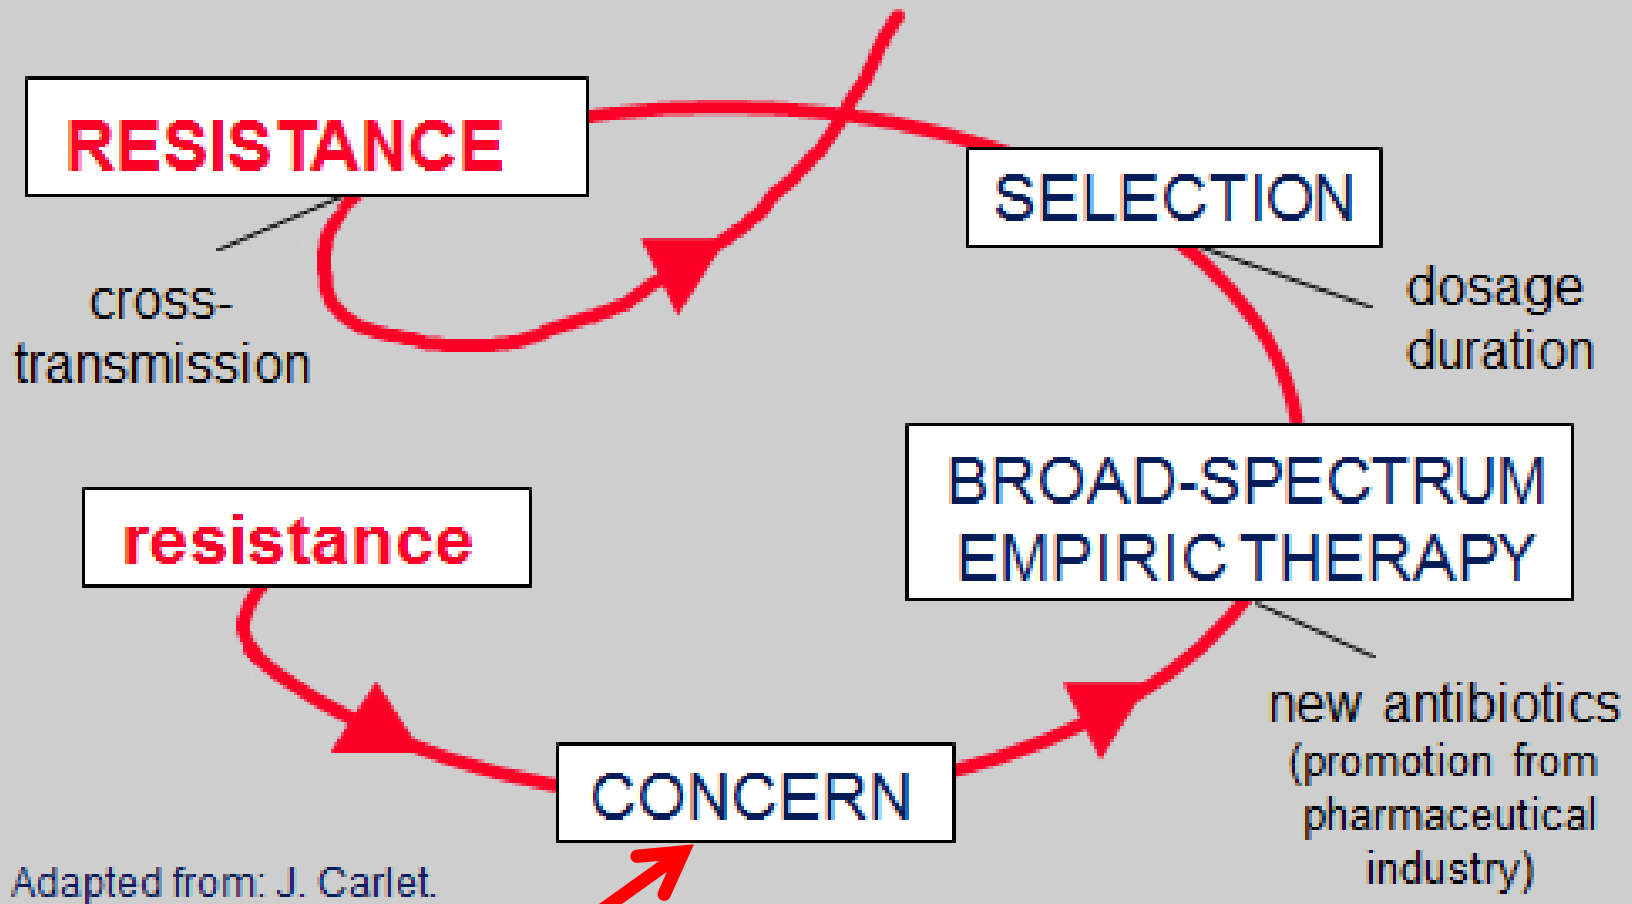 RESISTANCE
SELECTION
cross-
transmission
dosage
duration
BROAD-SPECTRUM
EMPIRIC THERAPY
resistance
new antibiotics
(promotion from
pharmaceutical
industry)
CONCERN
Adapted from: J. Carlet.